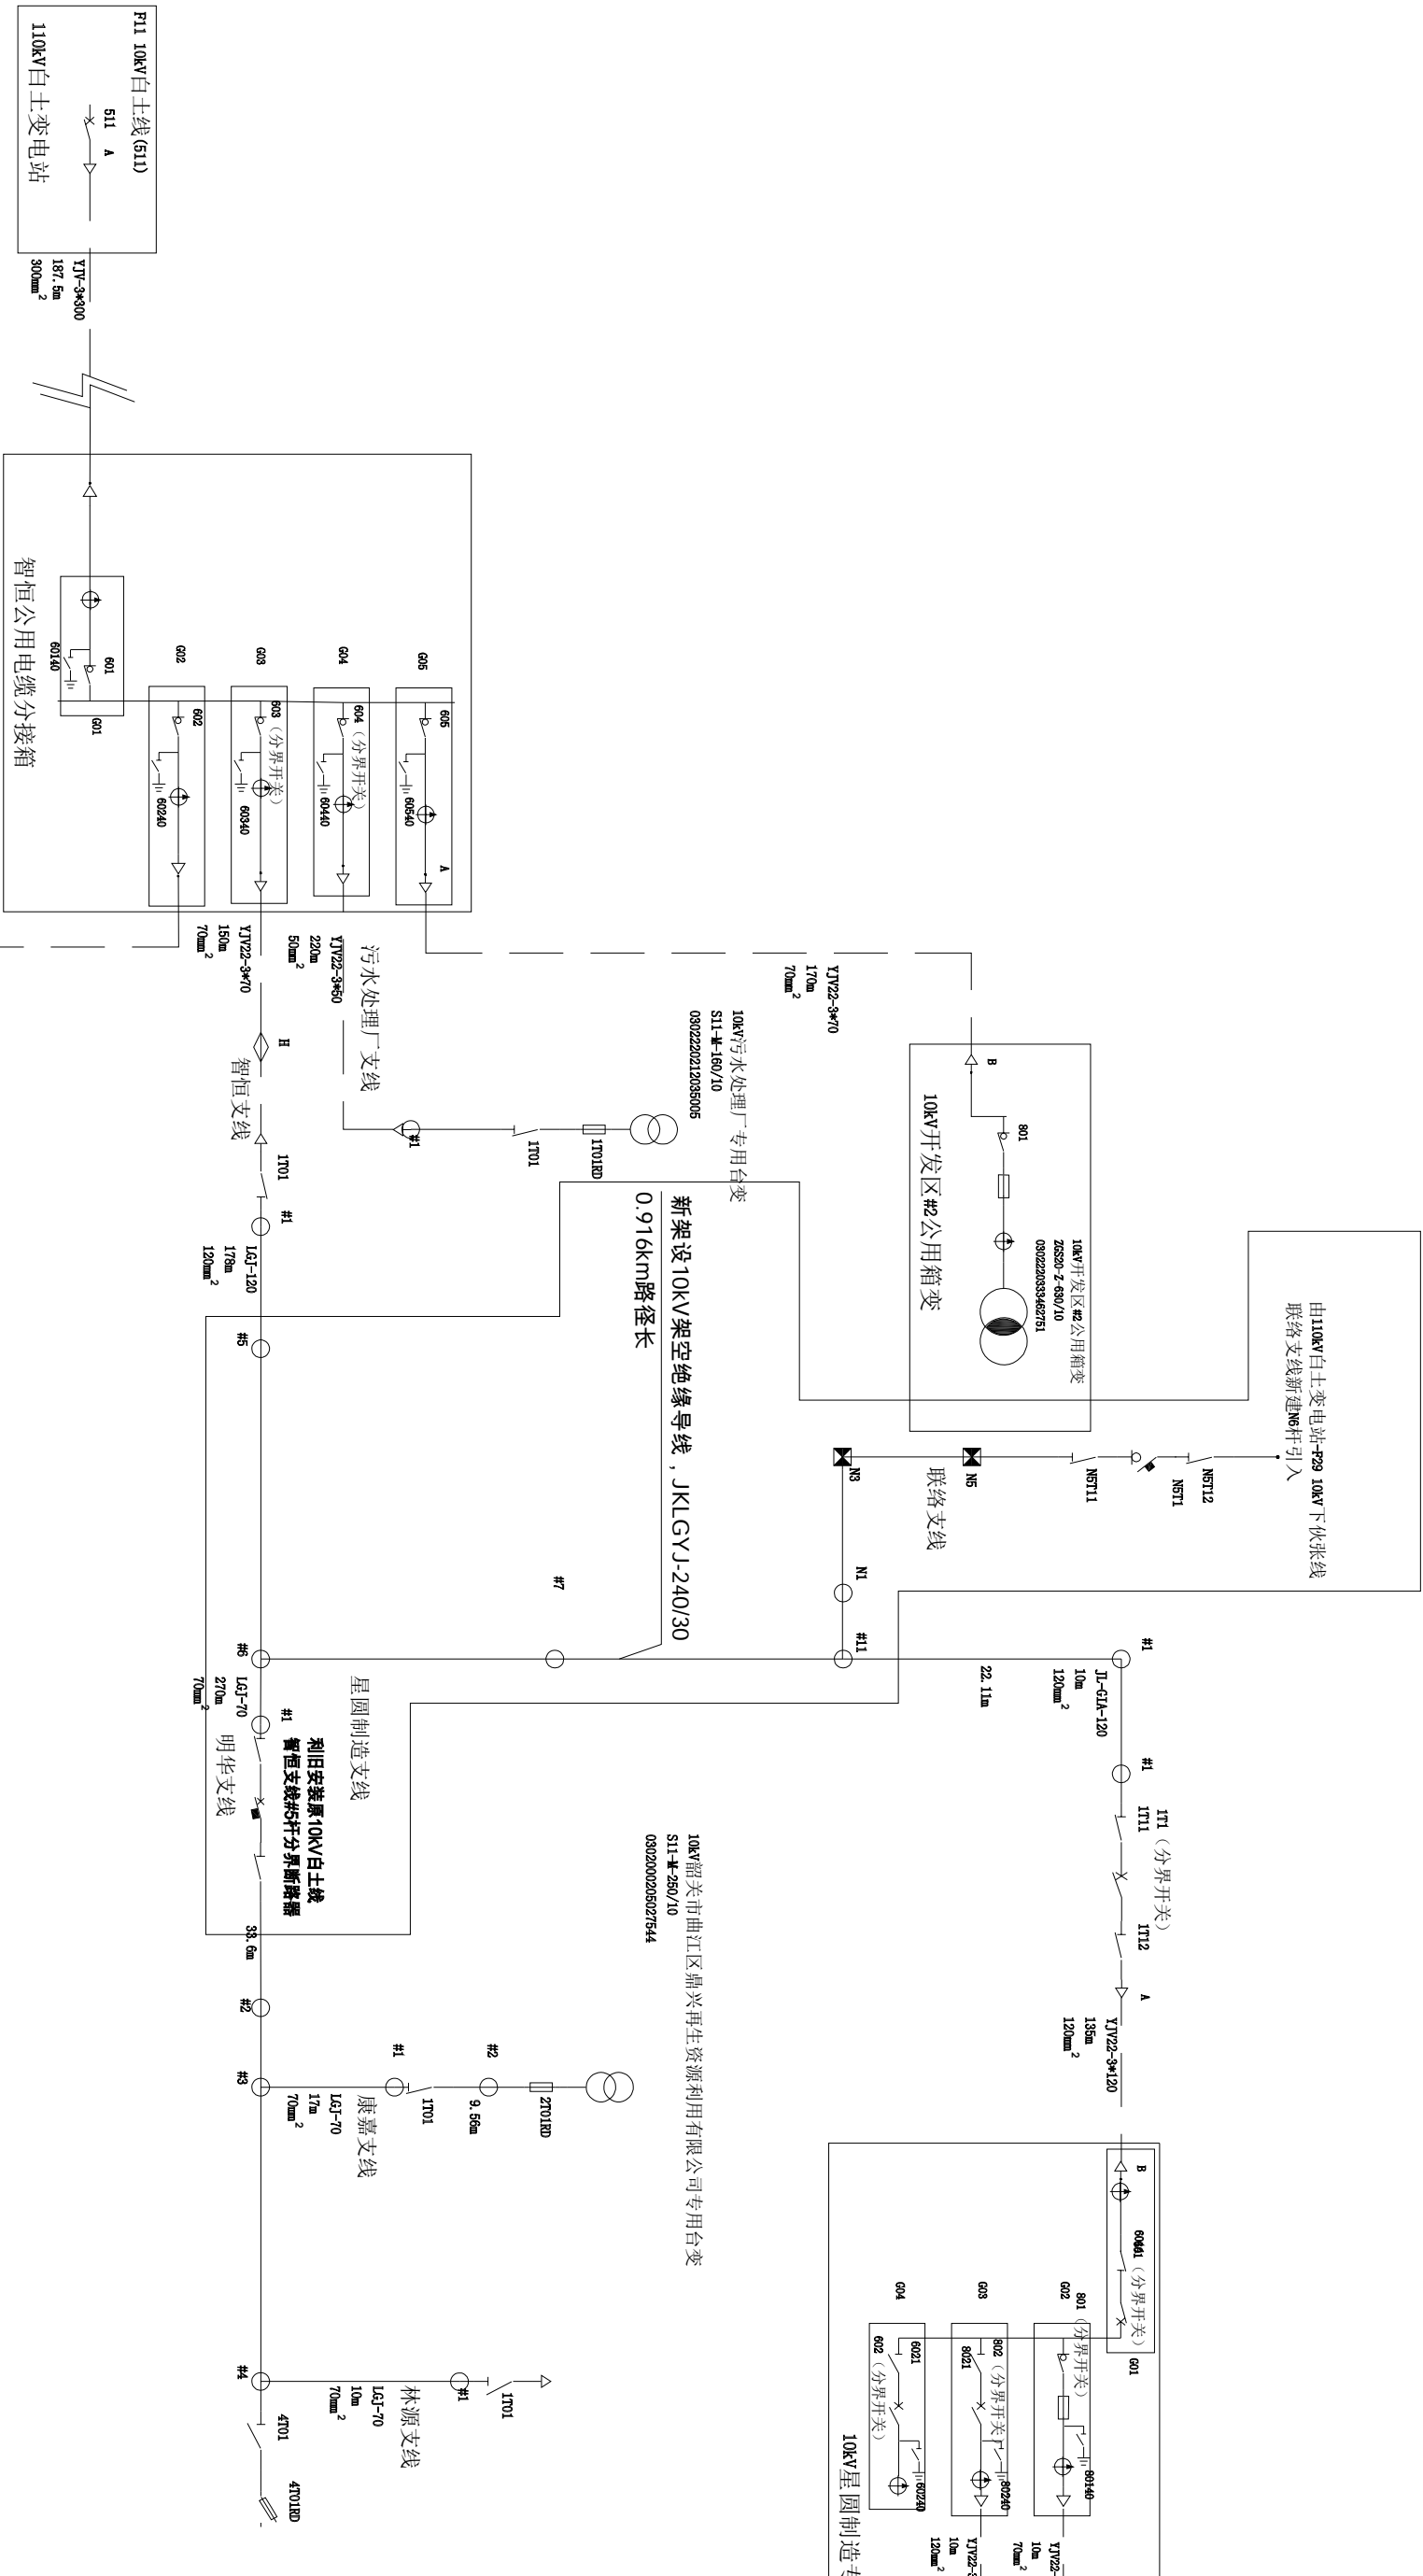 F11 10kV白土线(511)
511
A
110kV白土变电站
YJV-3*300
187.5m
300mm²
智恒公用电缆分接箱
601
60140
G01
G02
602
60240
G03
603（分界开关）
60340
G04
604（分界开关）
60440
G05
605
60540
A
YJV22-3*70
150m
70mm²
YJV22-3*50
220m
50mm²
污水处理厂支线
H
智恒支线
1T01
#1
LGJ-120
178m
120mm²
#5
#1
1T01
1T01RD
10kV污水处理厂专用台变
S11-M-160/10
0302220212035005
YJV22-3*70
170m
70mm²
B
801
10kV开发区#2公用箱变
ZGS20-Z-630/10
0302220333462751
10kV开发区#2公用箱变
由110kV白土变电站-F29 10kV下伙张线
联络支线新建N6杆引入
N5T12
N5T1
N5T11
N5
N3
联络支线
N1
#11
新架设10kV架空绝缘导线，JKLGYJ-240/30
0.916km路径长
#7
#6
星圆制造支线
LGJ-70
270m
70mm²
#1
明华支线
利旧安装原10kV白土线
智恒支线#5杆分界断路器
33.6m
22.11m
#1
JL-G1A-120
10m
120mm²
#1
1T11
1T1（分界开关）
1T12
A
YJV22-3*120
135m
120mm²
#2
#3
LGJ-70
17m
70mm²
康嘉支线
#1
1T01
#2
9.56m
2T01RD
10kV韶关市曲江区鼎兴再生资源利用有限公司专用台变
S11-M-250/10
0302000205027544
#4
LGJ-70
10m
70mm²
林源支线
#1
1T01
4T01
4T01RD
B
（分界开关）
G01
G02
801（分界开关）
80140
G03
802（分界开关）
8021
80240
G04
6021
602（分界开关）
60240
YJV22-
10m
70mm²
YJV22-3
10m
120mm²
10kV星圆制造专